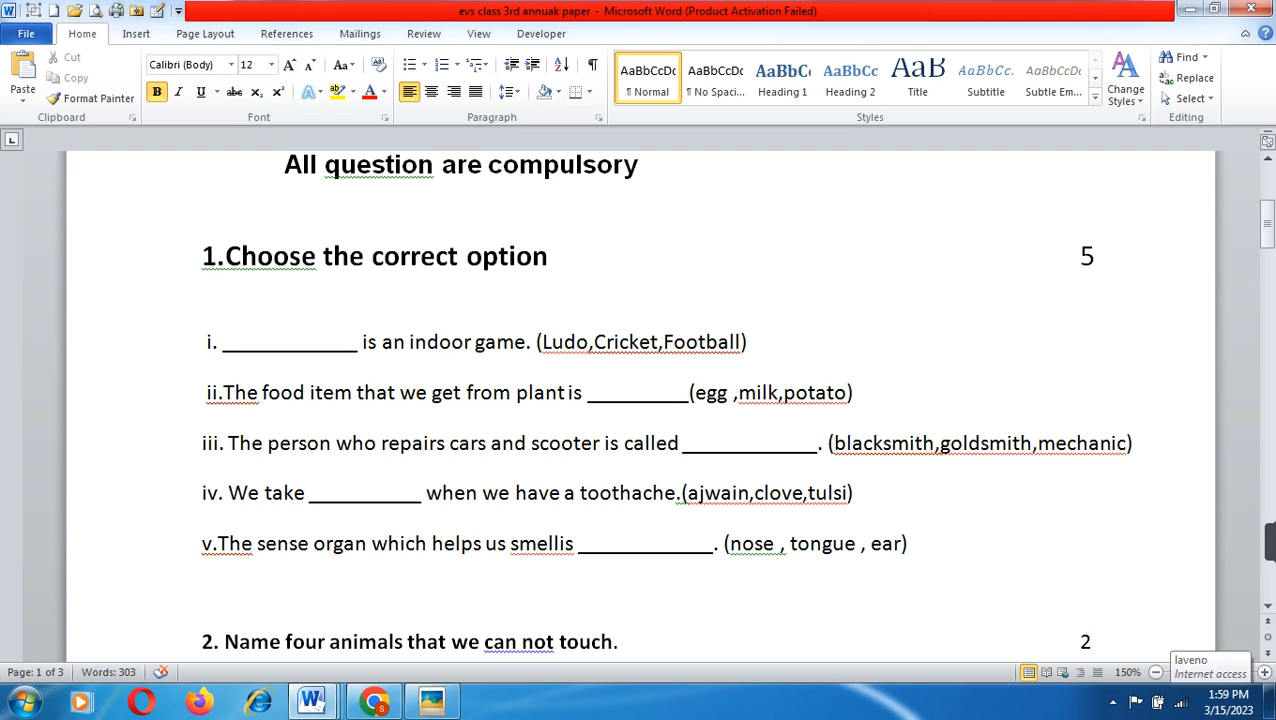 evs class 3rd annuak paper - Microsoft Word (Product Activation Failed)
File Home Insert Page Layout References Mailings Review View Developer
Cut
Copy
Paste
Format Painter
Clipboard
Calibri (Body) 12
Font
Paragraph
AaBbCcDc AaBbCcDc AaBbC AaBbCc AaB AaBbCcL AaBbCcD
¶ Normal ¶ No Spaci... Heading 1 Heading 2 Title Subtitle Subtle Em...
Change Styles
Styles
Find
Replace
Select
Editing
All question are compulsory
1.Choose the correct option 5
i. _____________ is an indoor game. (Ludo,Cricket,Football)
ii.The food item that we get from plant is _________(egg ,milk,potato)
iii. The person who repairs cars and scooter is called ____________. (blacksmith,goldsmith,mechanic)
iv. We take __________ when we have a toothache.(ajwain,clove,tulsi)
v.The sense organ which helps us smellis ____________. (nose , tongue , ear)
2. Name four animals that we can not touch. 2
Page: 1 of 3 Words: 303 150%
laveno
Internet access
1:59 PM
3/15/2023